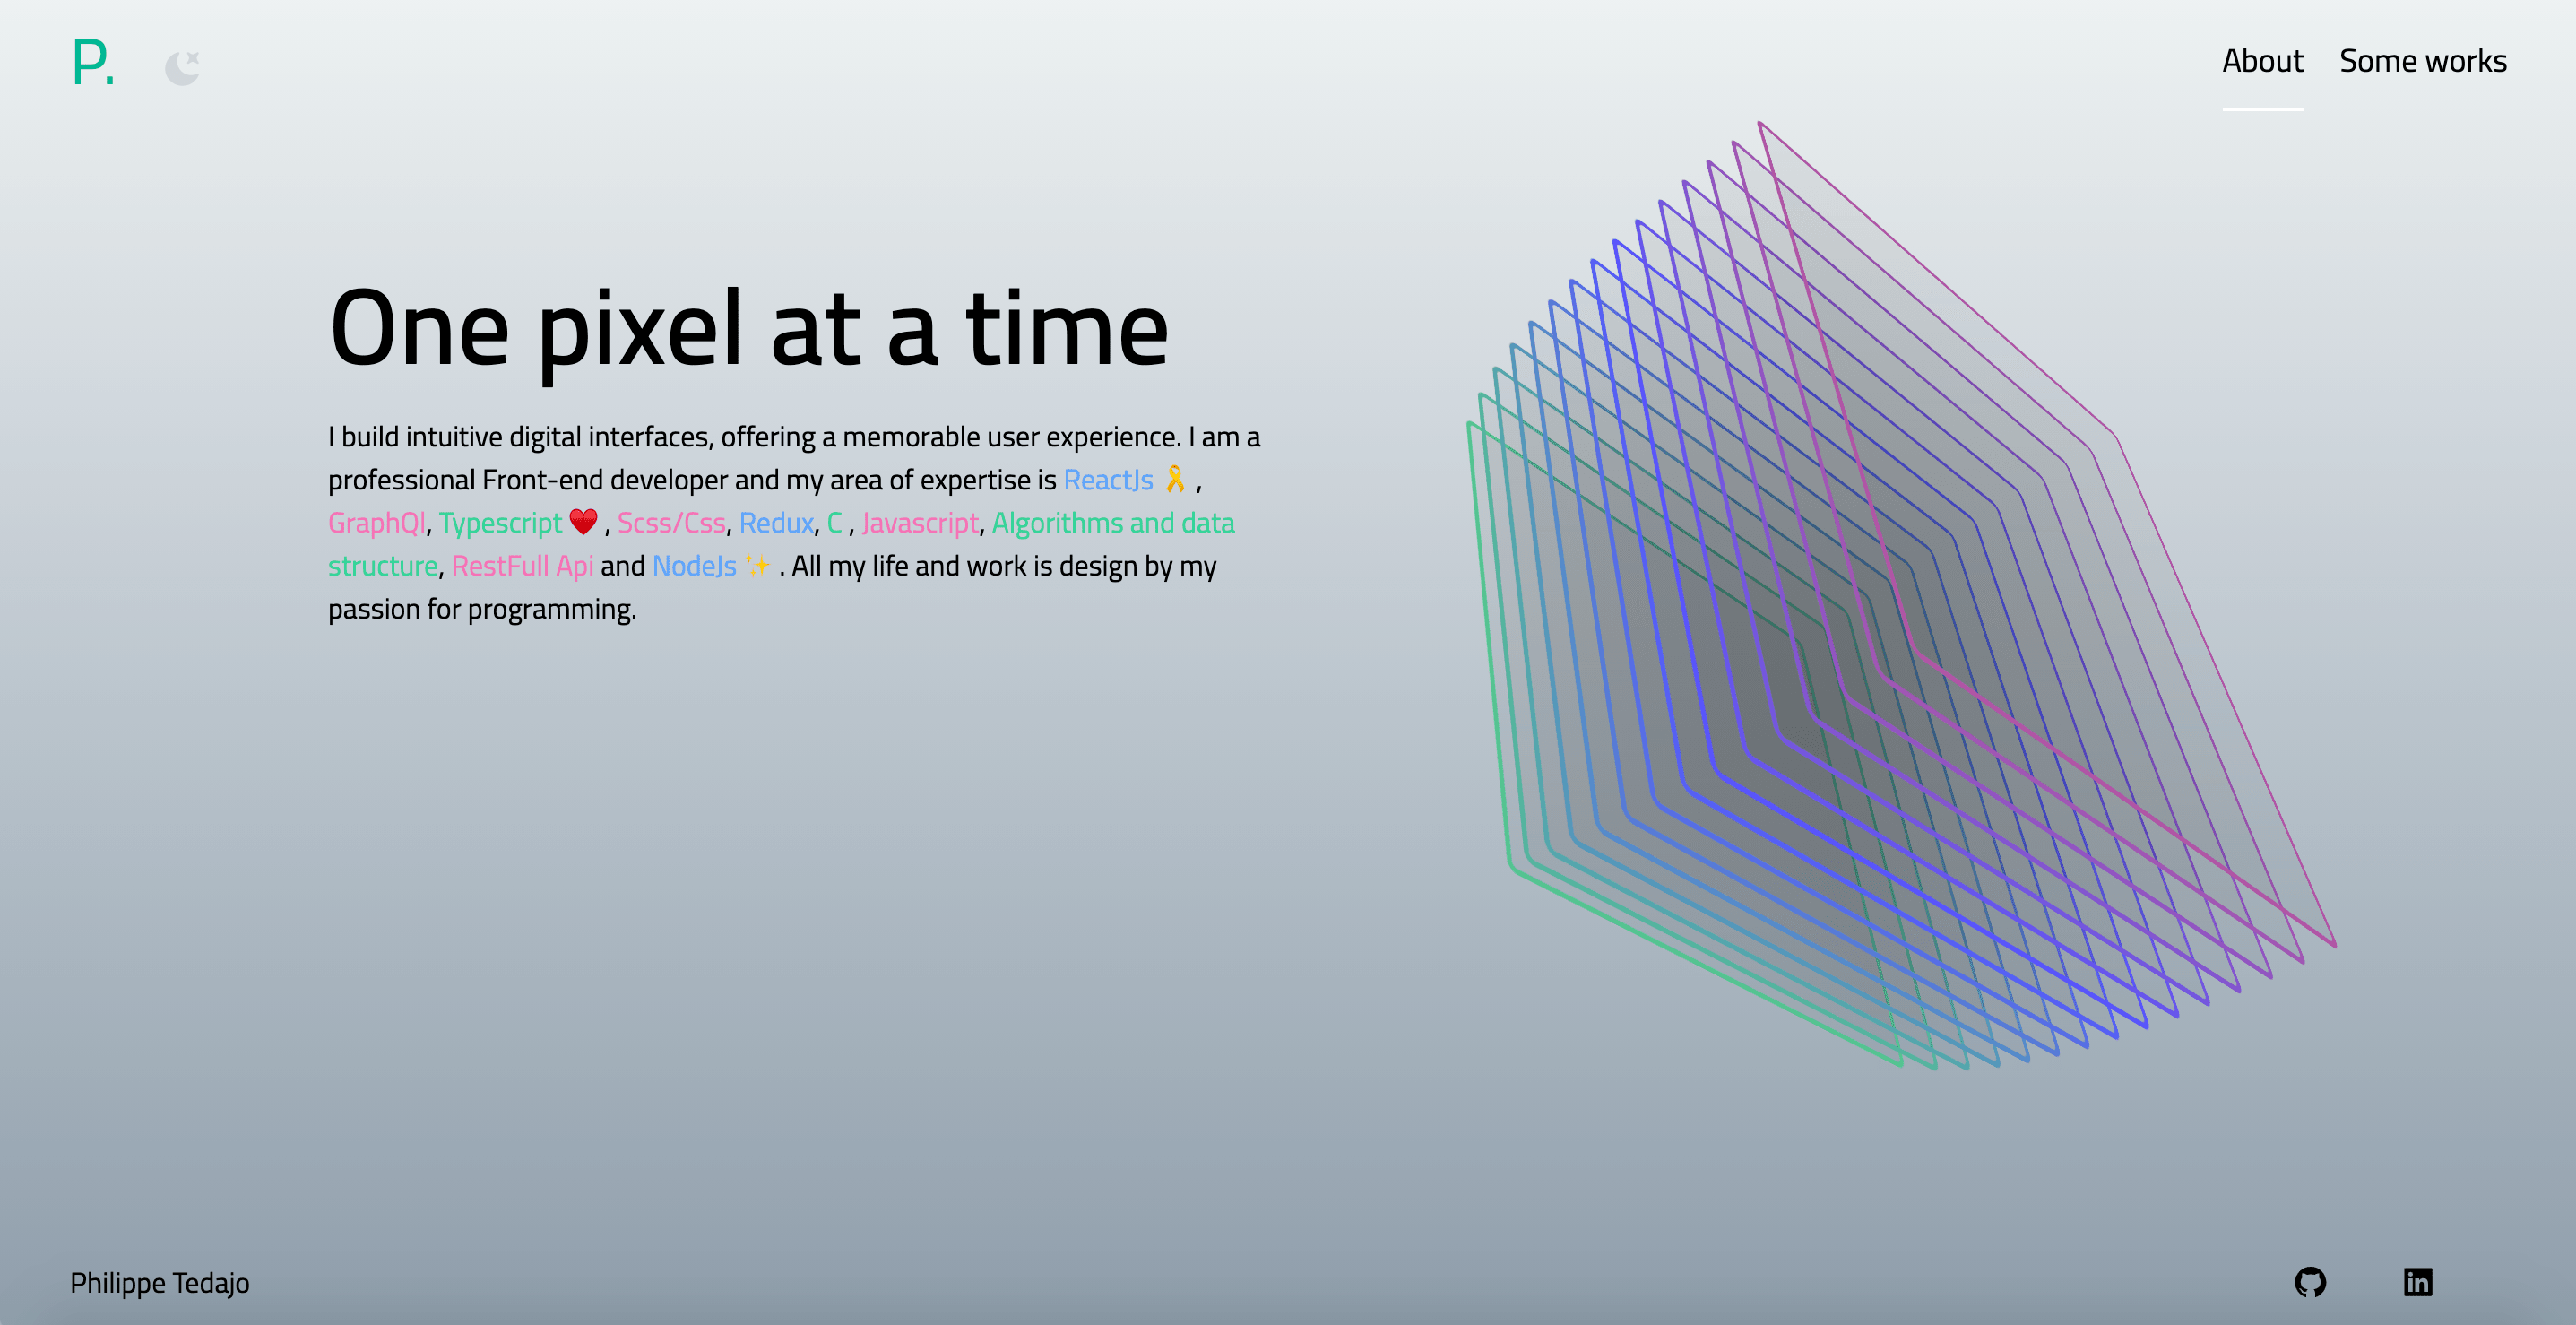 P.
About Some works
One pixel at a time
I build intuitive digital interfaces, offering a memorable user experience. I am a
professional Front-end developer and my area of expertise is ReactJs 🎗️ ,
GraphQl, Typescript ❤️ , Scss/Css, Redux, C , Javascript, Algorithms and data
structure, RestFull Api and NodeJs ✨ . All my life and work is design by my
passion for programming.
Philippe Tedajo
in